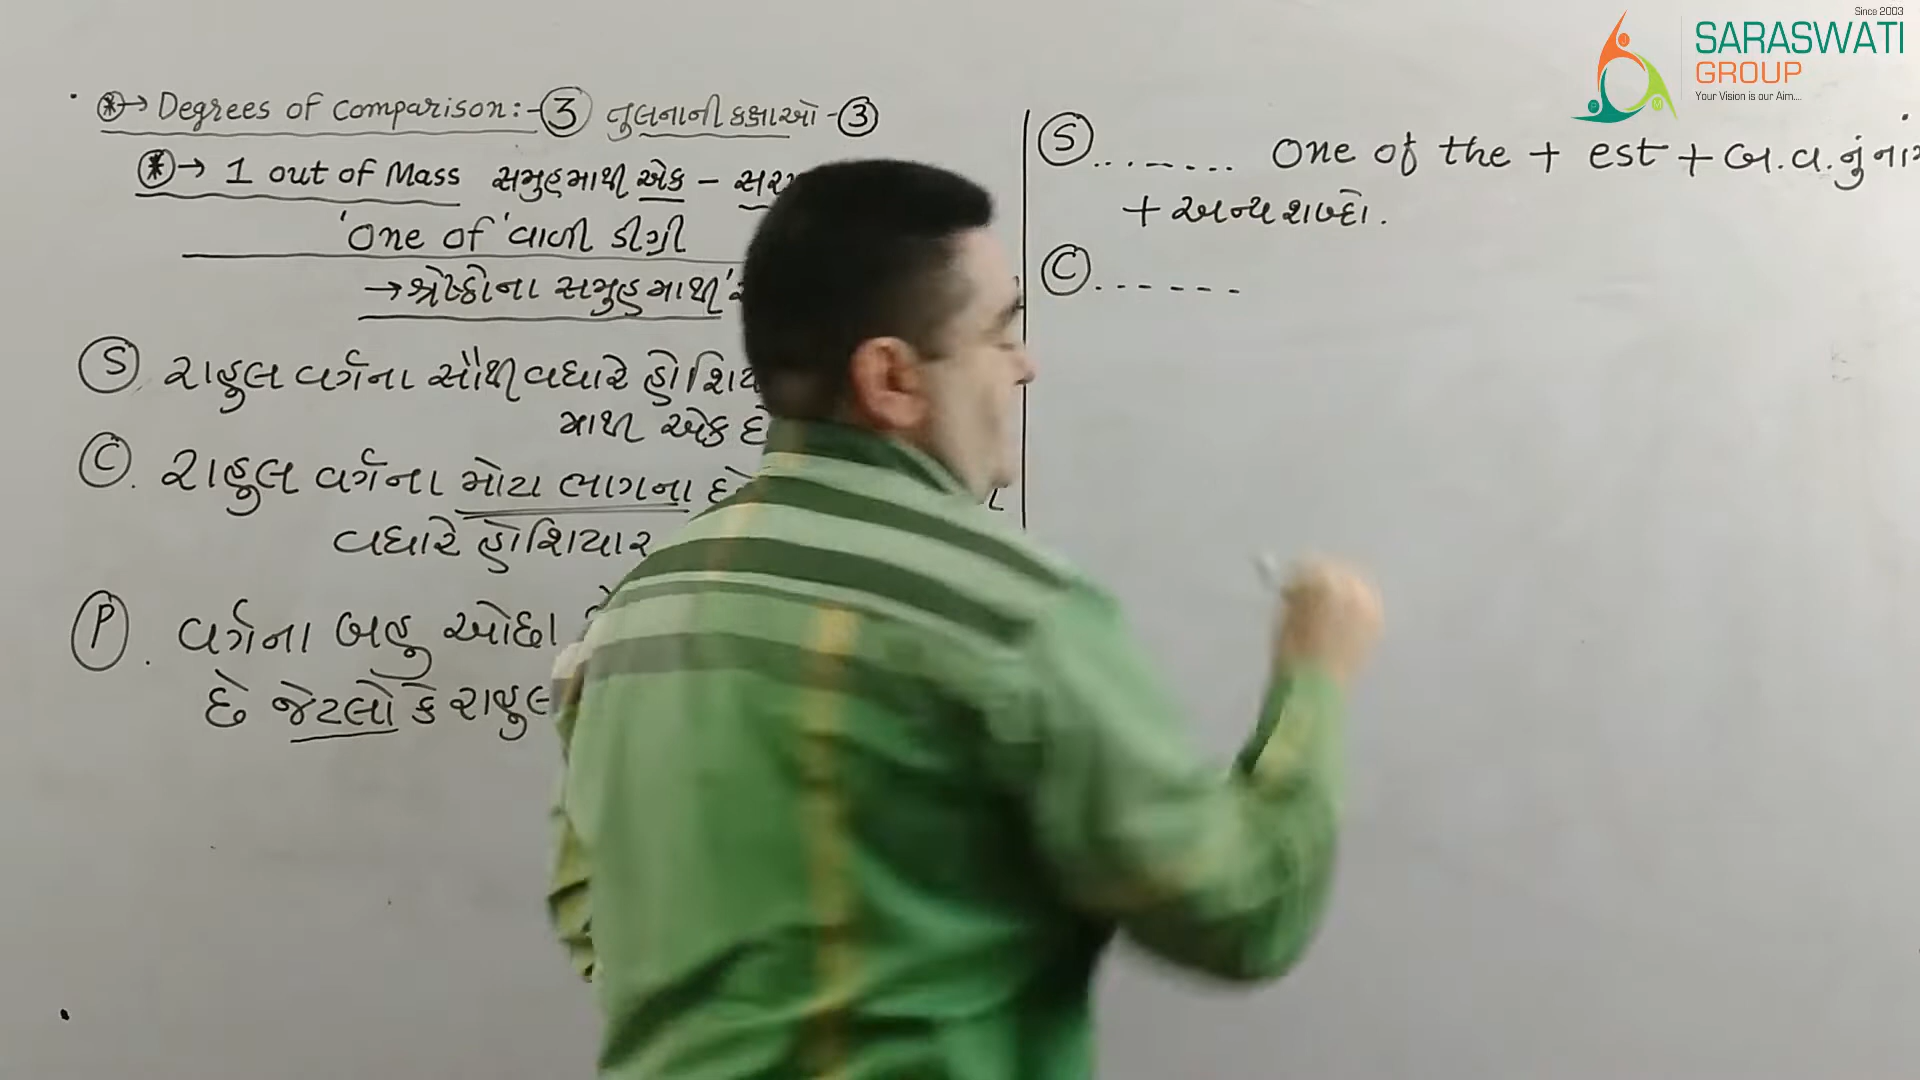 Since 2003
SARASWATI
GROUP
Your Vision is our Aim....
⊛→ Degrees of Comparison:-③ તુલનાની કક્ષાઓ -③
⊛→ 1 out of Mass સમુહમાથી એક -
'One of' વાળી ડીગ્રી
→શ્રેષ્ઠોના સમુહમાથી'
Ⓢ રાહુલ વર્ગના સૌથી વધારે
માથી એક
Ⓒ. રાહુલ વર્ગના મોટા ભાગના
વધારે હોશિયાર
Ⓟ. વર્ગના બહુ ઓછા
છે જેટલો કે રાહુલ
Ⓢ....... One of the + est + બ.વ.નું
+ અન્ય શબ્દો.
Ⓒ.......